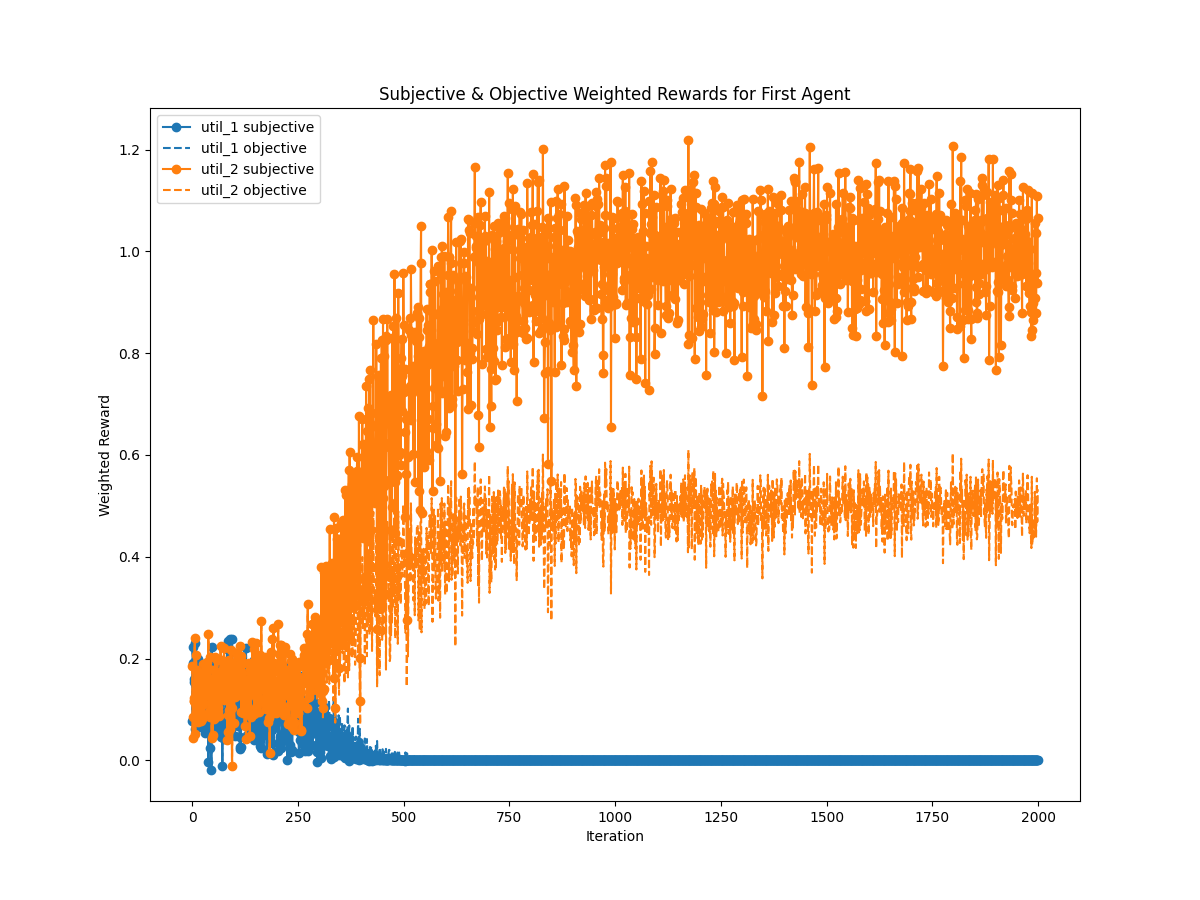 Subjective & Objective Weighted Rewards for First Agent
util_1 subjective
util_1 objective
util_2 subjective
util_2 objective
1.2
1.0
0.8
0.6
0.4
0.2
0.0
Weighted Reward
0 250 500 750 1000 1250 1500 1750 2000
Iteration